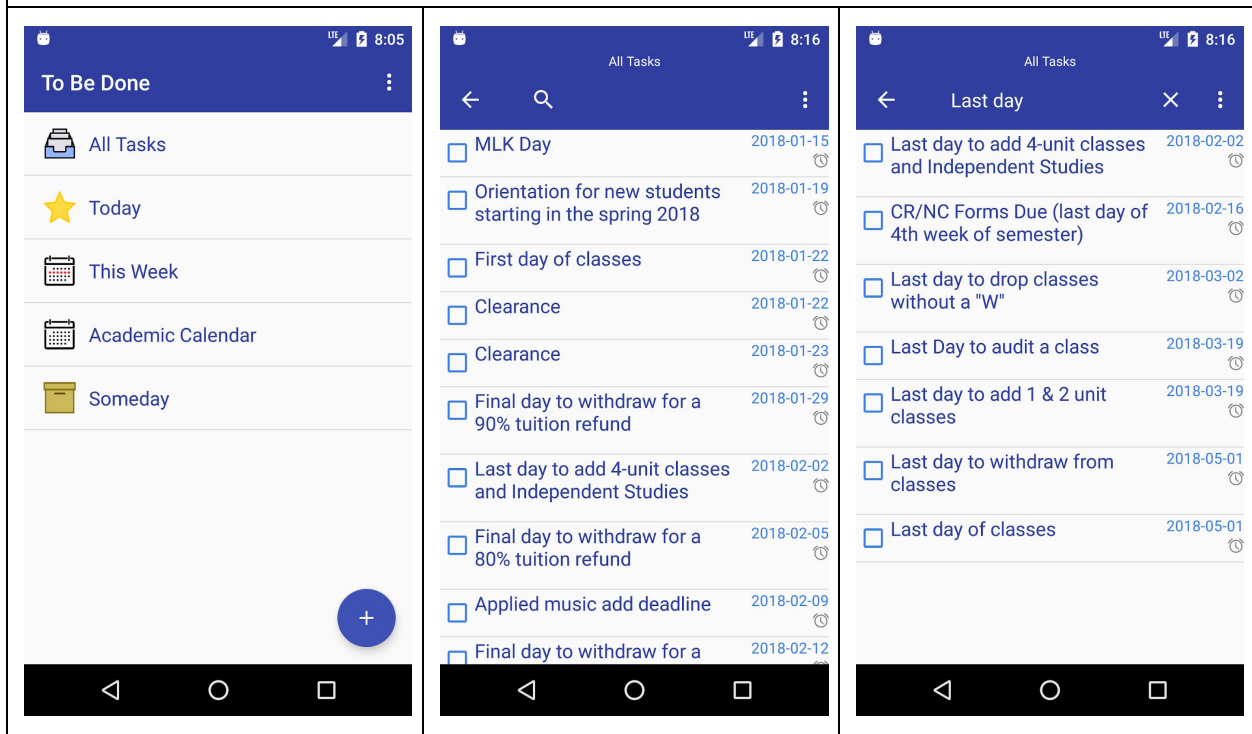 LTE 8:05
To Be Done
All Tasks
Today
This Week
Academic Calendar
Someday
+
LTE 8:16
All Tasks
MLK Day 2018-01-15
Orientation for new students 2018-01-19
starting in the spring 2018
First day of classes 2018-01-22
Clearance 2018-01-22
Clearance 2018-01-23
Final day to withdraw for a 2018-01-29
90% tuition refund
Last day to add 4-unit classes 2018-02-02
and Independent Studies
Final day to withdraw for a 2018-02-05
80% tuition refund
Applied music add deadline 2018-02-09
Final day to withdraw for a 2018-02-12
LTE 8:16
All Tasks
Last day
Last day to add 4-unit classes 2018-02-02
and Independent Studies
CR/NC Forms Due (last day of 2018-02-16
4th week of semester)
Last day to drop classes 2018-03-02
without a "W"
Last Day to audit a class 2018-03-19
Last day to add 1 & 2 unit 2018-03-19
classes
Last day to withdraw from 2018-05-01
classes
Last day of classes 2018-05-01